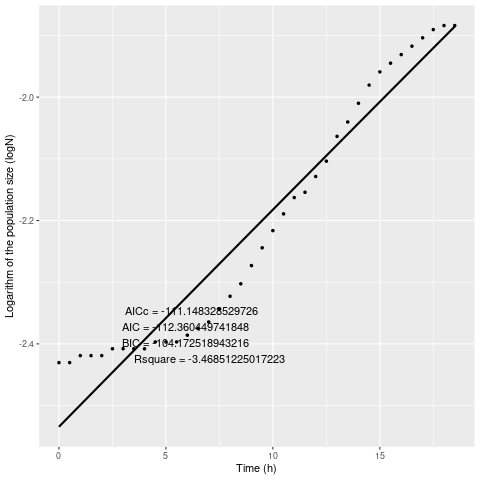 Logarithm of the population size (logN)
-2.0
-2.2
-2.4
AICc = -111.148328529726
AIC = -112.360449741848
BIC = -104.172518943216
Rsquare = -3.46851225017223
0 5 10 15
Time (h)